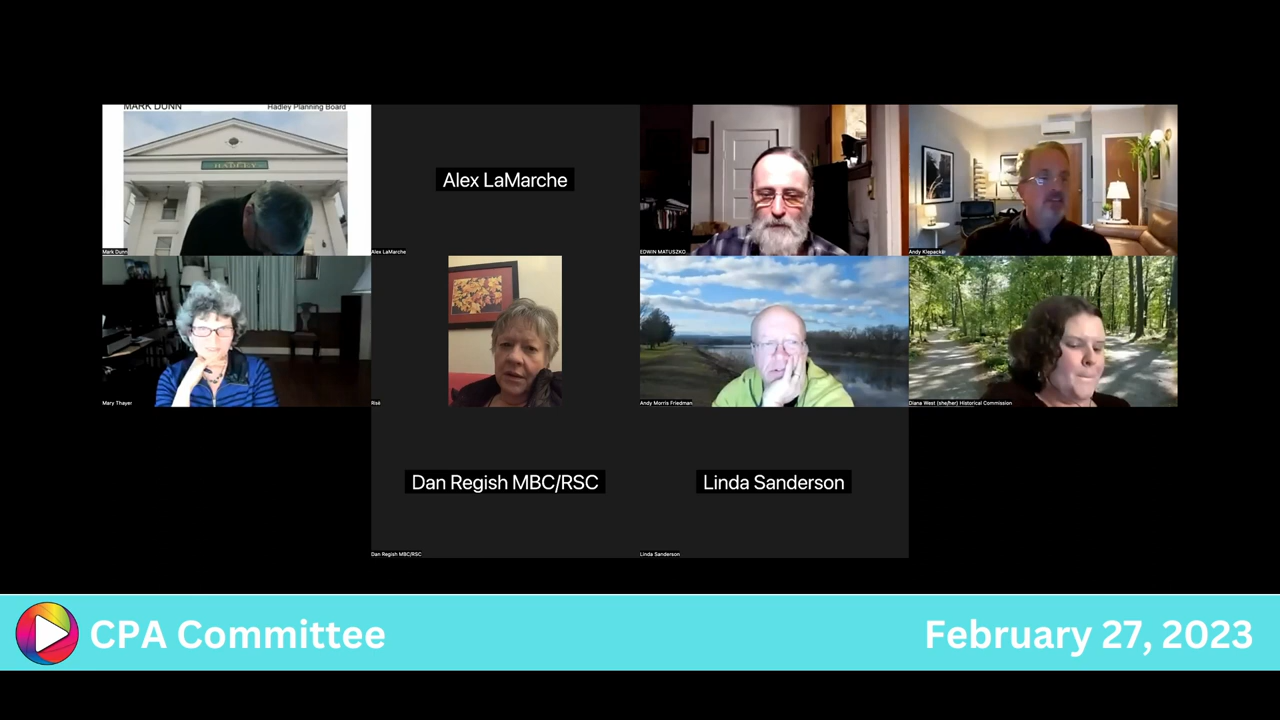 MARK DUNN
Hadley Planning Board
HADLEY
Mark Dunn
Alex LaMarche
Alex LaMarche
EDWIN MATUSZKO
Andy Klepacki
Mary Thayer
Risë
Andy Morris Friedman
Diana West (she/her) Historical Commission
Dan Regish MBC/RSC
Dan Regish MBC/RSC
Linda Sanderson
Linda Sanderson
CPA Committee
February 27, 2023